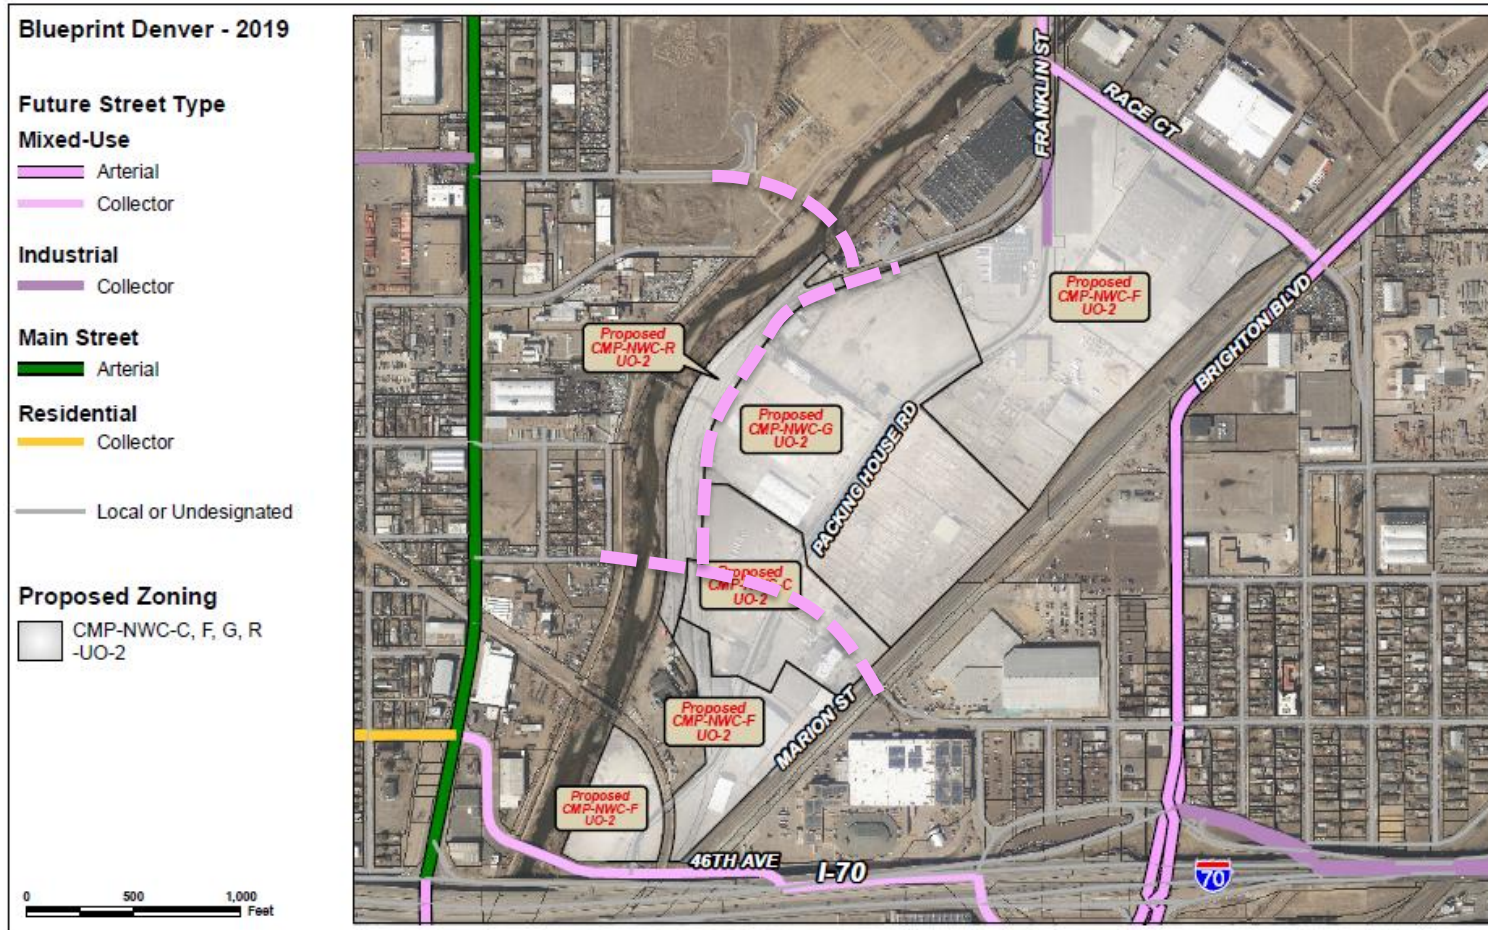 Blueprint Denver - 2019
Future Street Type
Mixed-Use
Arterial
Collector
Industrial
Collector
Main Street
Arterial
Residential
Collector
Local or Undesignated
Proposed Zoning
CMP-NWC-C, F, G, R
-UO-2
0 500 1,000
Feet
FRANKLIN ST
RACE CT
Proposed
CMP-NWC-F
UO-2
BRIGHTON BLVD
Proposed
CMP-NWC-R
UO-2
Proposed
CMP-NWC-G
UO-2
PACKING HOUSE RD
Proposed
CMP-NWC-C
UO-2
Proposed
CMP-NWC-F
UO-2
MARION ST
Proposed
CMP-NWC-F
UO-2
46TH AVE
I-70
70